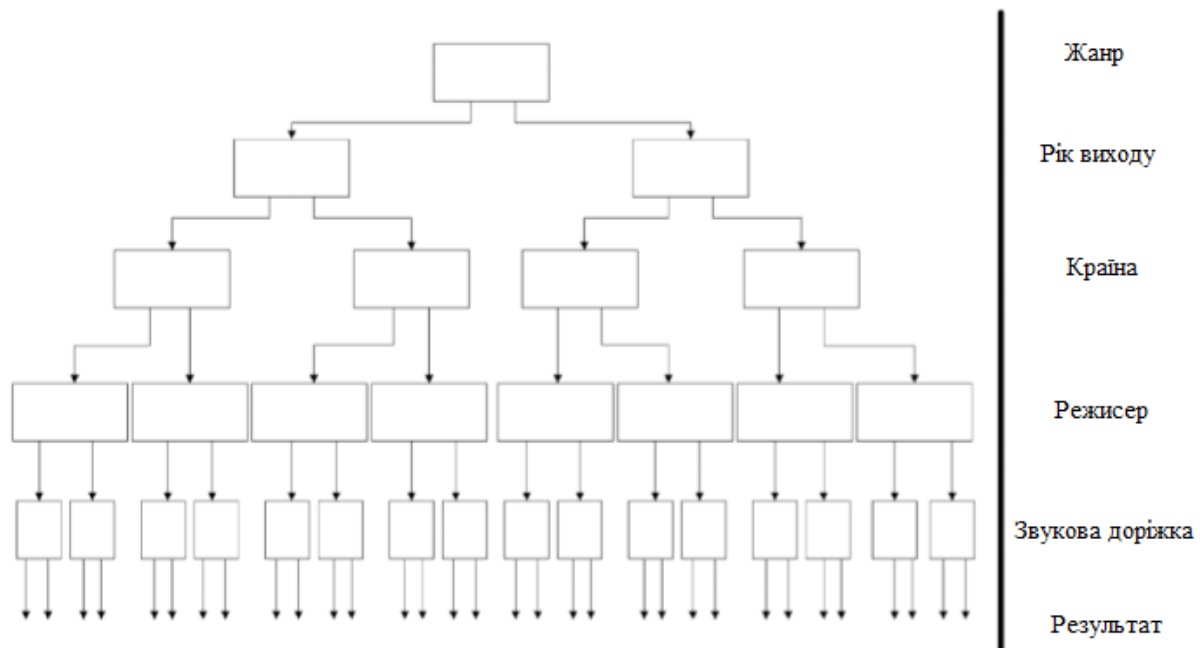 Жанр
Рік виходу
Країна
Режисер
Звукова доріжка
Результат